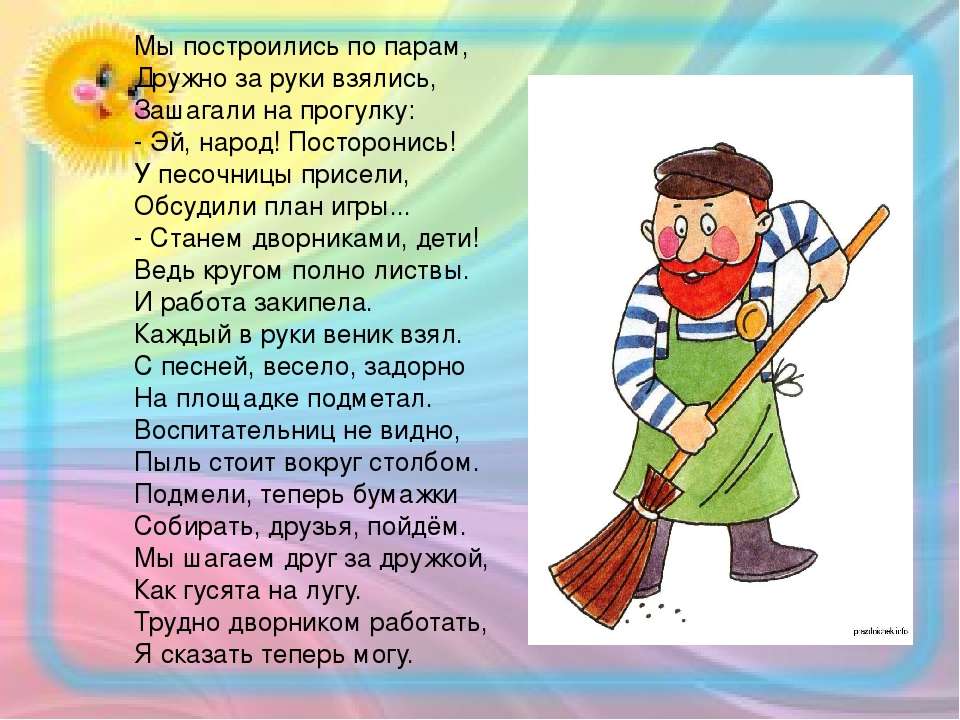 Мы построились по парам,
Дружно за руки взялись,
Зашагали на прогулку:
- Эй, народ! Посторонись!
У песочницы присели,
Обсудили план игры...
- Станем дворниками, дети!
Ведь кругом полно листвы.
И работа закипела.
Каждый в руки веник взял.
С песней, весело, задорно
На площадке подметал.
Воспитательниц не видно,
Пыль стоит вокруг столбом.
Подмели, теперь бумажки
Собирать, друзья, пойдём.
Мы шагаем друг за дружкой,
Как гусята на лугу.
Трудно дворником работать,
Я сказать теперь могу.
prazdnichek.info